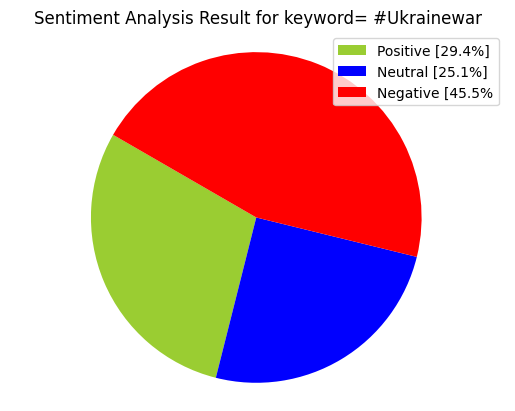 Sentiment Analysis Result for keyword= #Ukrainewar
Positive [29.4%]
Neutral [25.1%]
Negative [45.5%